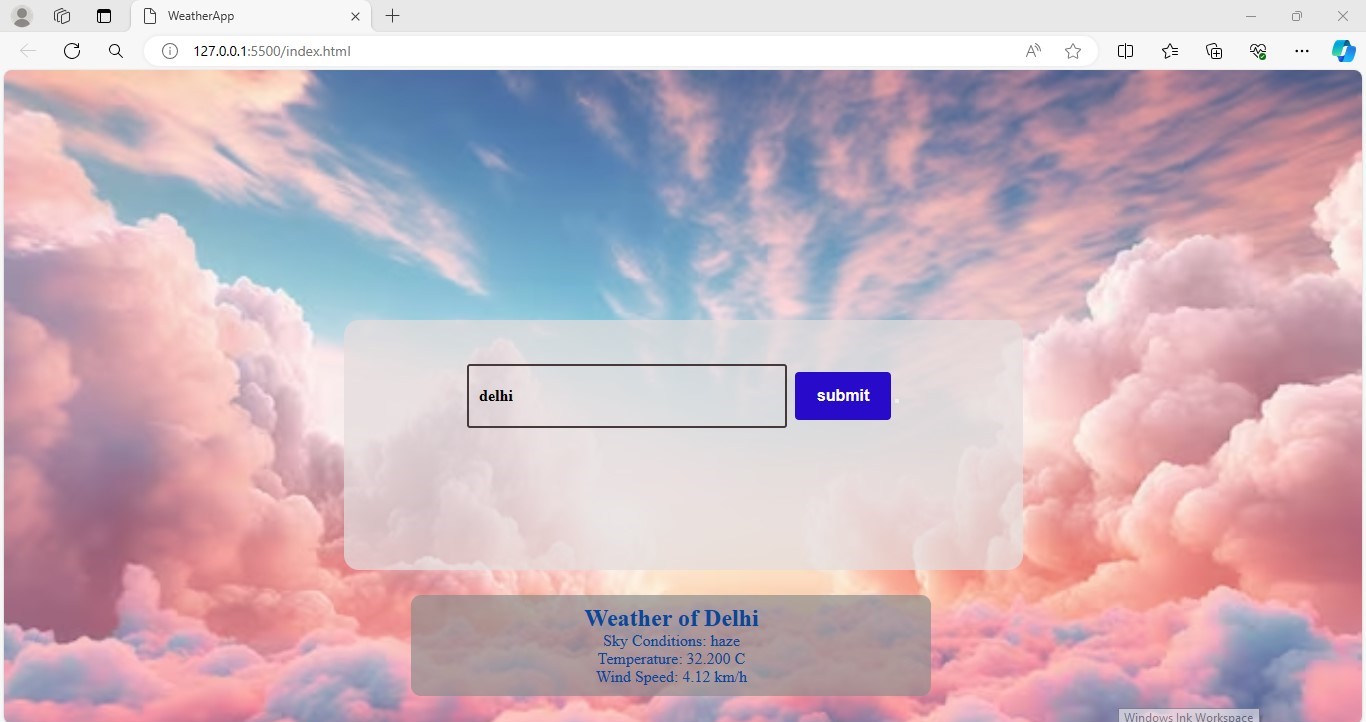 WeatherApp
127.0.0.1:5500/index.html
delhi
submit
Weather of Delhi
Sky Conditions: haze
Temperature: 32.200 C
Wind Speed: 4.12 km/h
Windows Ink Workspace